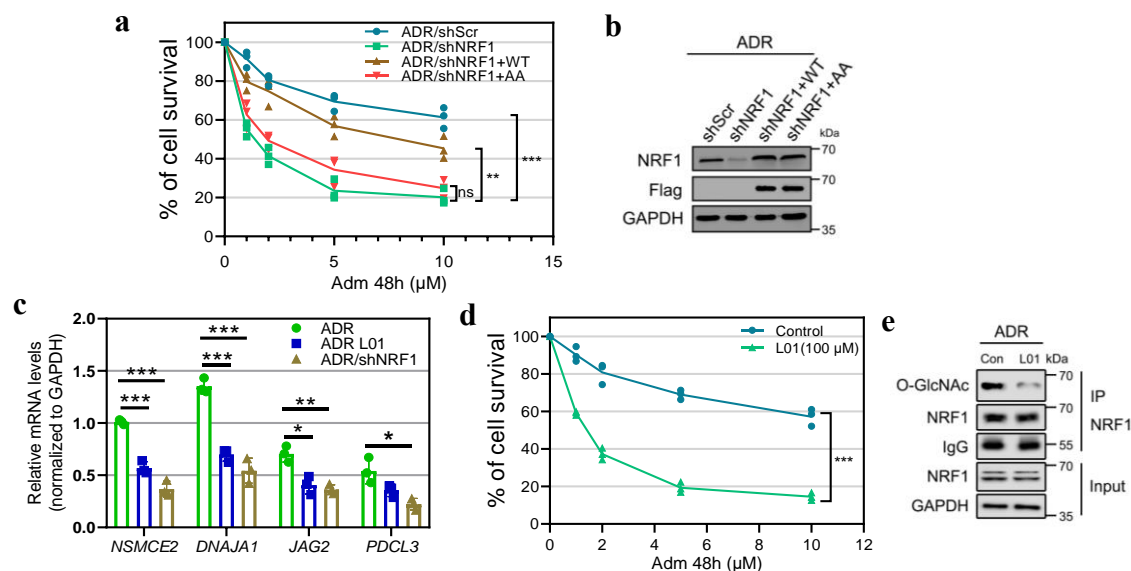 a
ADR/shScr
ADR/shNRF1
ADR/shNRF1+WT
ADR/shNRF1+AA
% of cell survival
100
80
60
40
20
0
0 5 10 15
Adm 48h (μM)
ns
**
***
b
ADR
shScr
shNRF1
shNRF1+WT
shNRF1+AA
kDa
NRF1
70
Flag
70
GAPDH
35
c
Relative mRNA levels
(normalized to GAPDH)
2.0
1.5
1.0
0.5
0.0
ADR
ADR L01
ADR/shNRF1
***
***
***
***
**
*
*
NSMCE2 DNAJA1 JAG2 PDCL3
d
% of cell survival
100
80
60
40
20
0
0 2 4 6 8 10 12
Adm 48h (μM)
Control
L01(100 μM)
***
e
ADR
Con L01 kDa
O-GlcNAc
70
NRF1
70
IgG
55
IP
NRF1
NRF1
70
GAPDH
35
Input